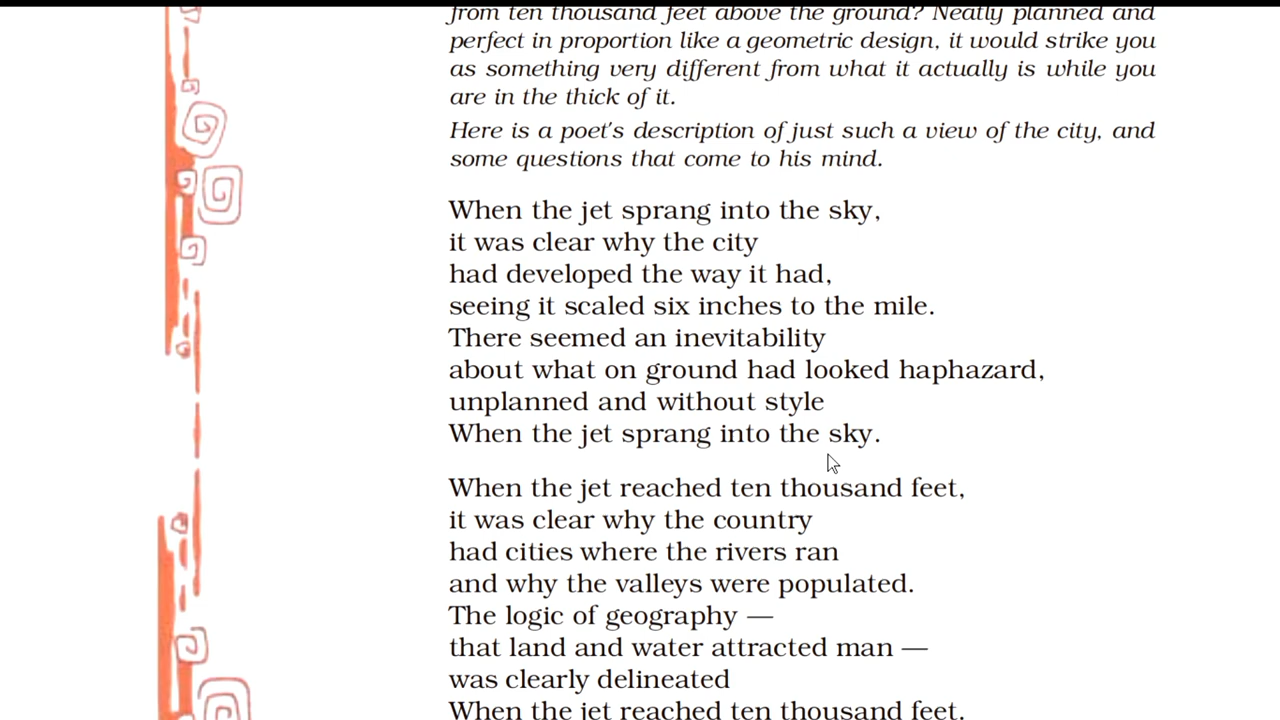 from ten thousand feet above the ground? Neatly planned and
perfect in proportion like a geometric design, it would strike you
as something very different from what it actually is while you
are in the thick of it.
Here is a poet's description of just such a view of the city, and
some questions that come to his mind.
When the jet sprang into the sky,
it was clear why the city
had developed the way it had,
seeing it scaled six inches to the mile.
There seemed an inevitability
about what on ground had looked haphazard,
unplanned and without style
When the jet sprang into the sky.
When the jet reached ten thousand feet,
it was clear why the country
had cities where the rivers ran
and why the valleys were populated.
The logic of geography —
that land and water attracted man —
was clearly delineated
When the jet reached ten thousand feet.